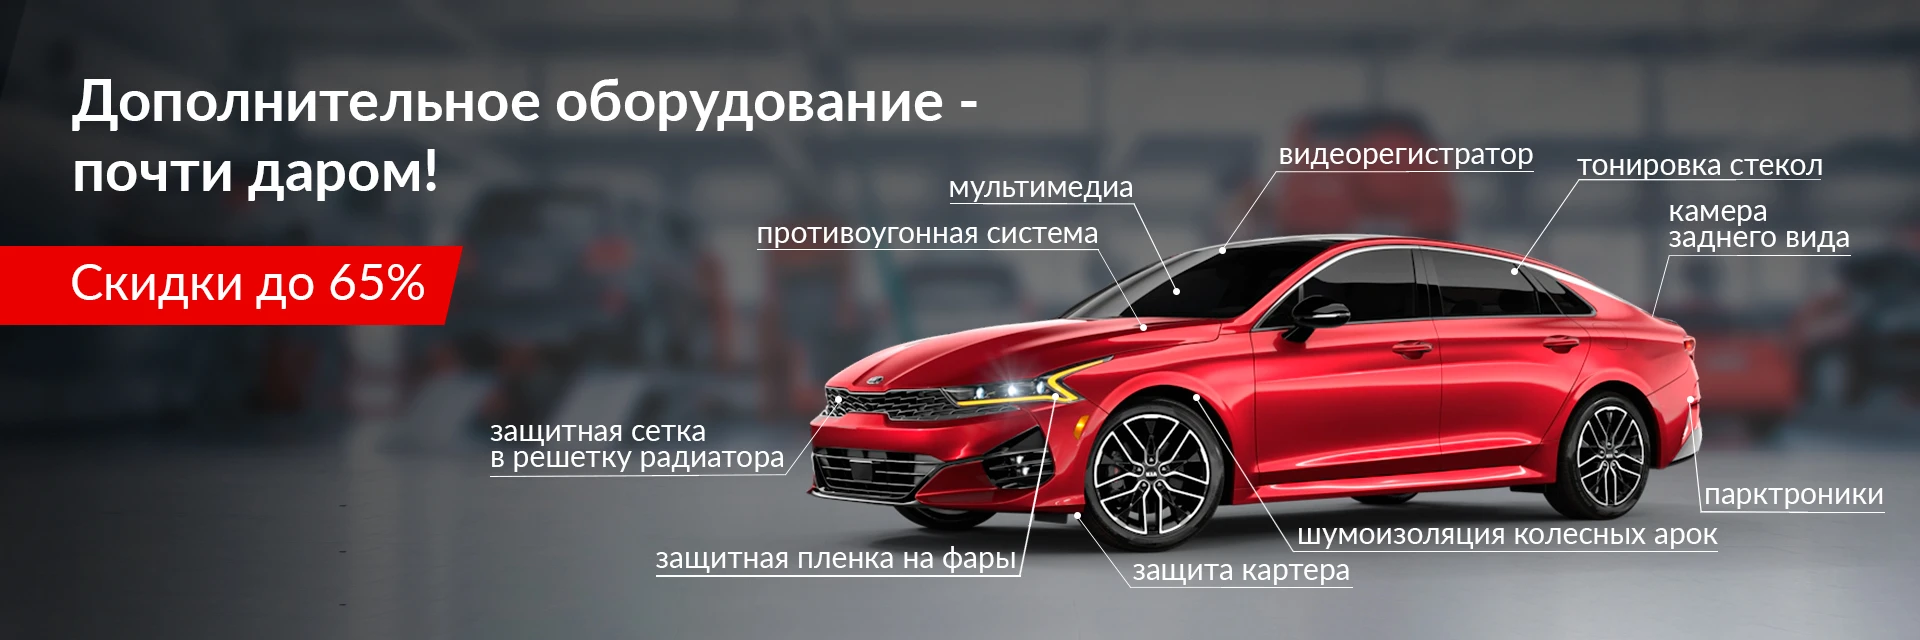 Дополнительное оборудование -
почти даром!
Скидки до 65%
видеорегистратор
тонировка стекол
мультимедиа
камера
заднего вида
противоугонная система
защитная сетка
в решетку радиатора
парктроники
шумоизоляция колесных арок
защитная пленка на фары
защита картера